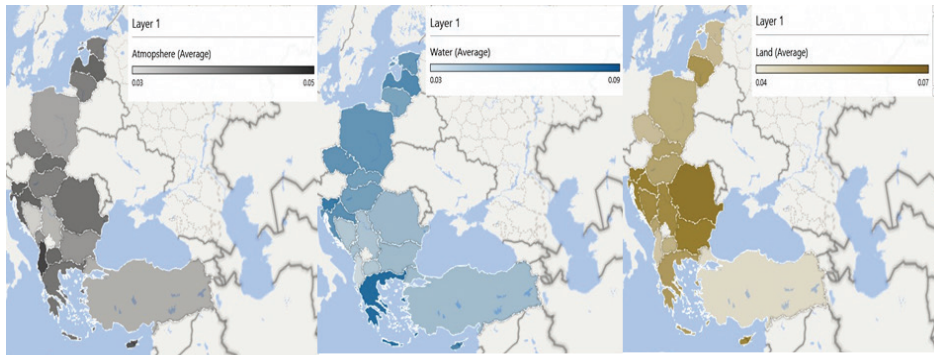 Layer 1
Atmopshere (Average)
0.03 0.05
Layer 1
Water (Average)
0.03 0.09
Layer 1
Land (Average)
0.04 0.07